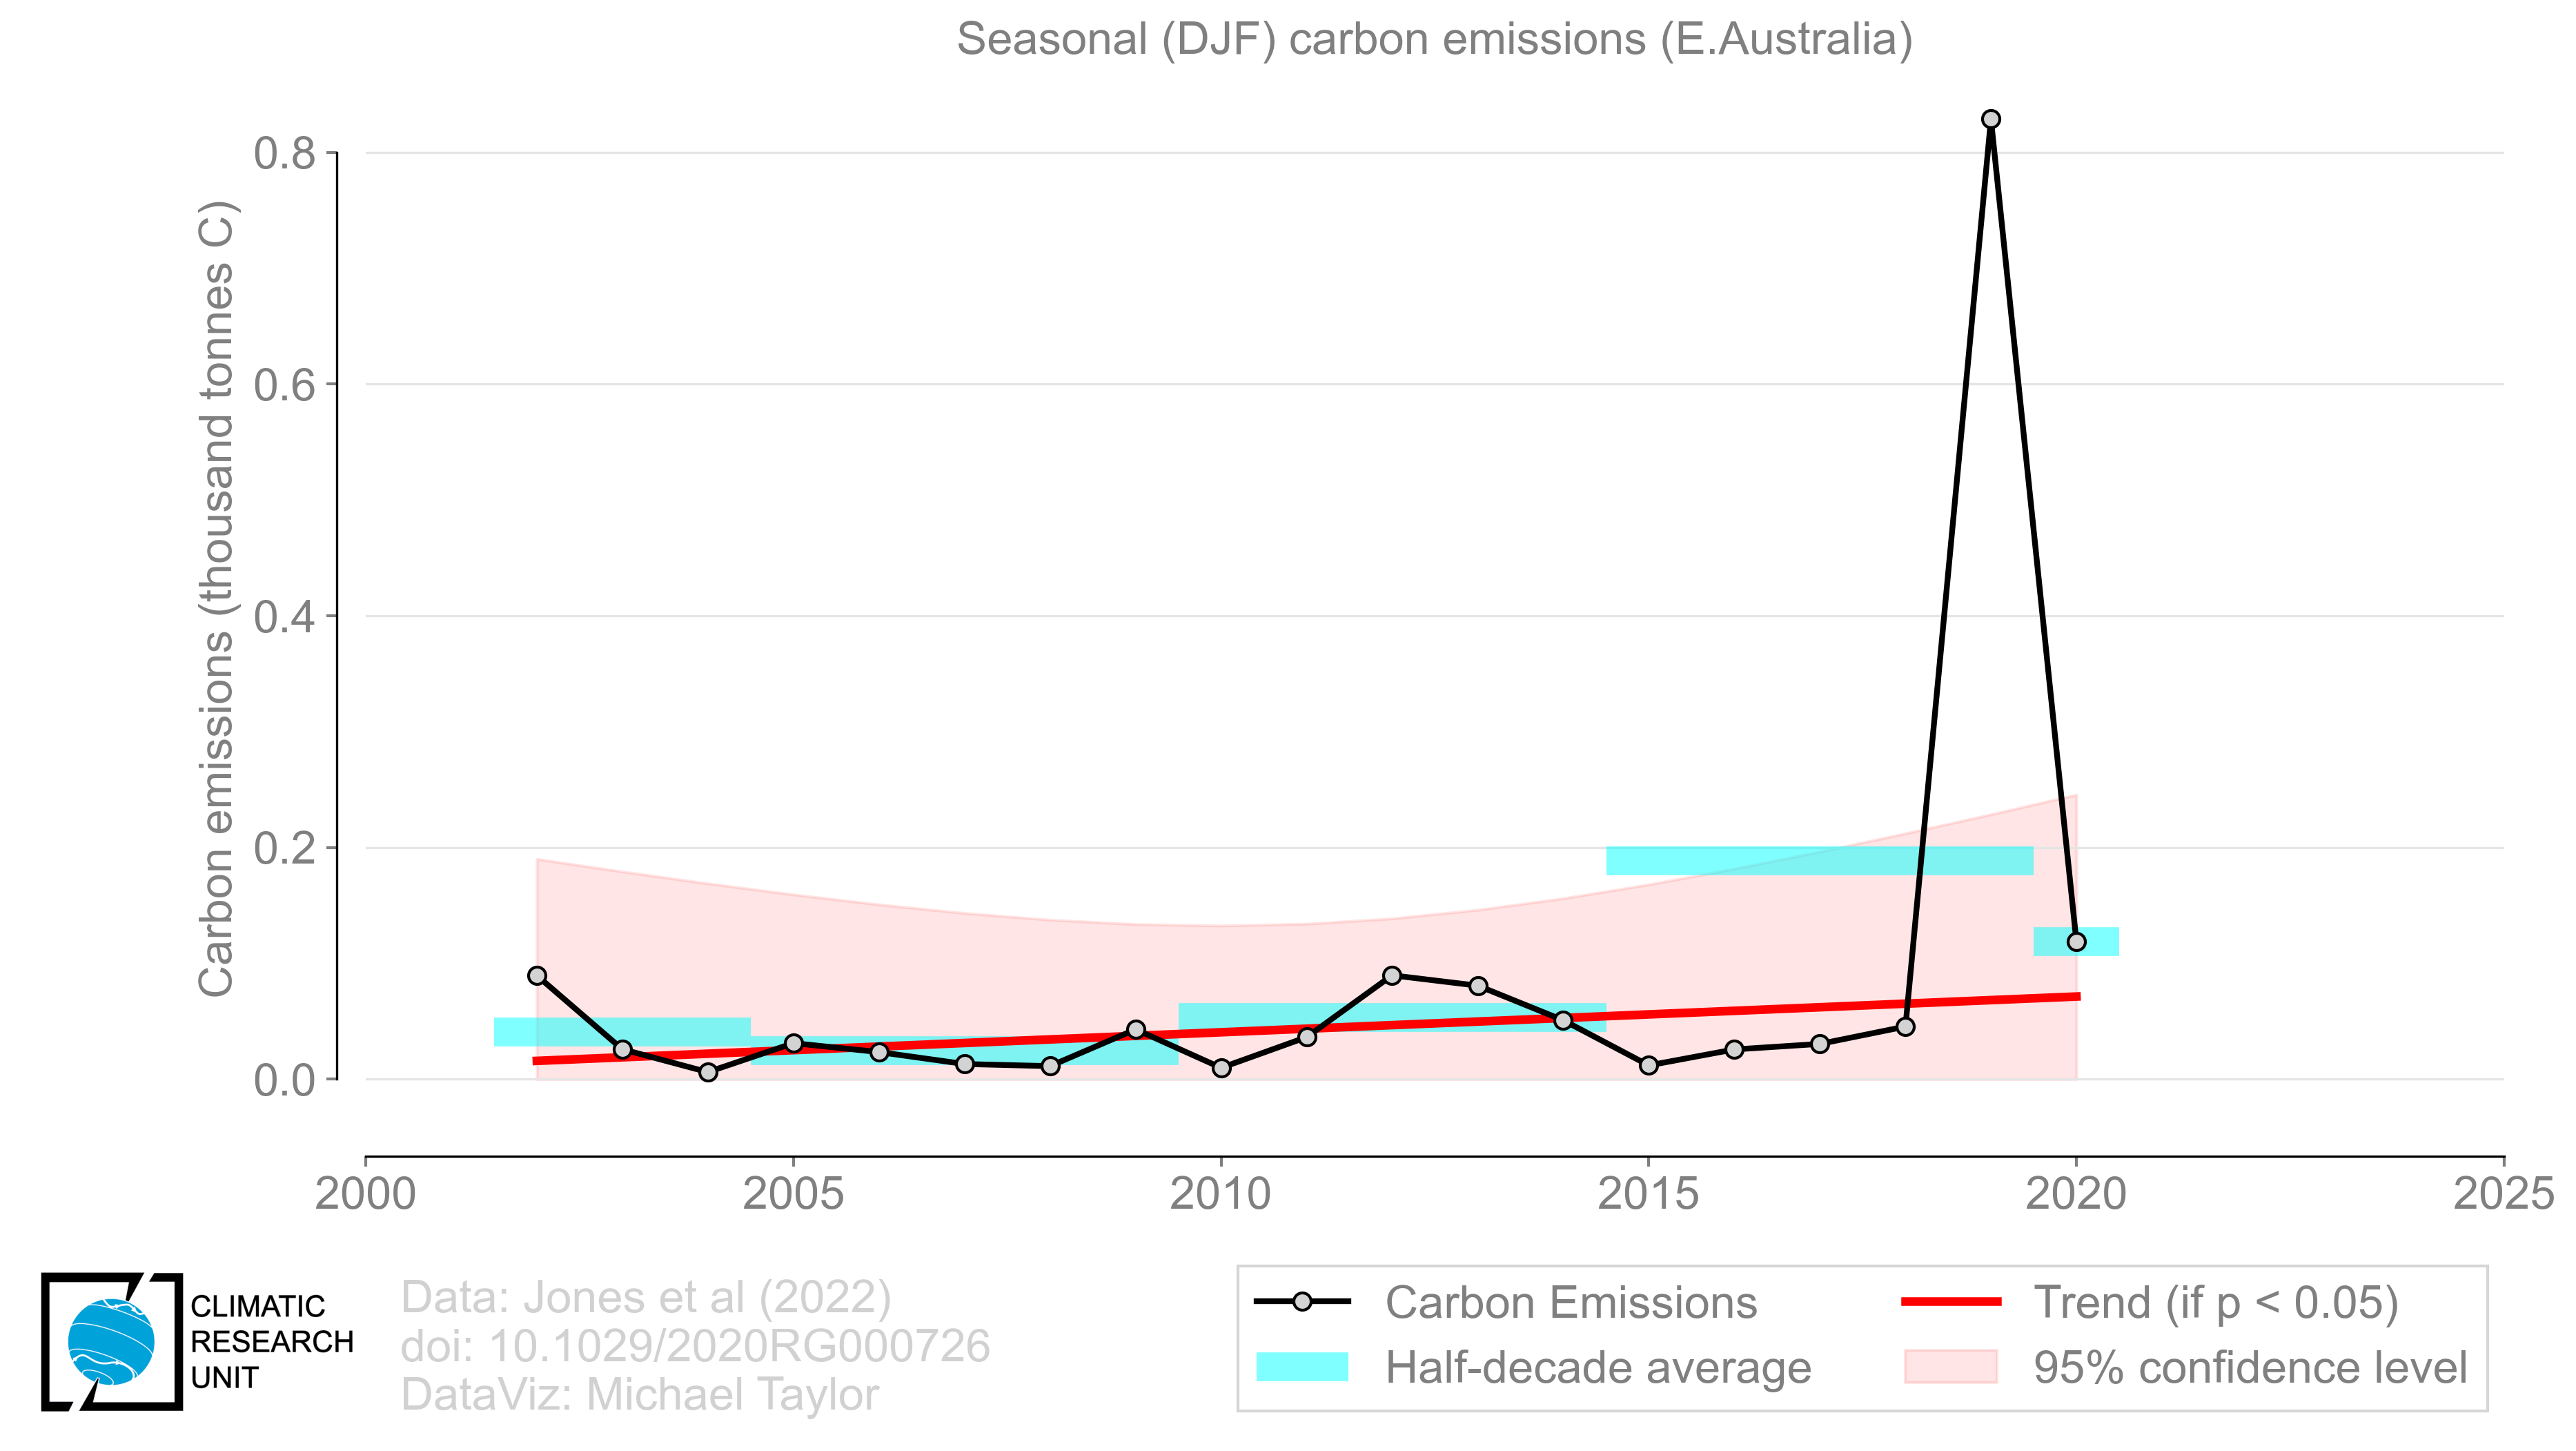 Seasonal (DJF) carbon emissions (E.Australia)
Carbon emissions (thousand tonnes C)
0.8
0.6
0.4
0.2
0.0
2000 2005 2010 2015 2020 2025
CLIMATIC
RESEARCH
UNIT
Data: Jones et al (2022)
doi: 10.1029/2020RG000726
DataViz: Michael Taylor
Carbon Emissions
Half-decade average
Trend (if p < 0.05)
95% confidence level